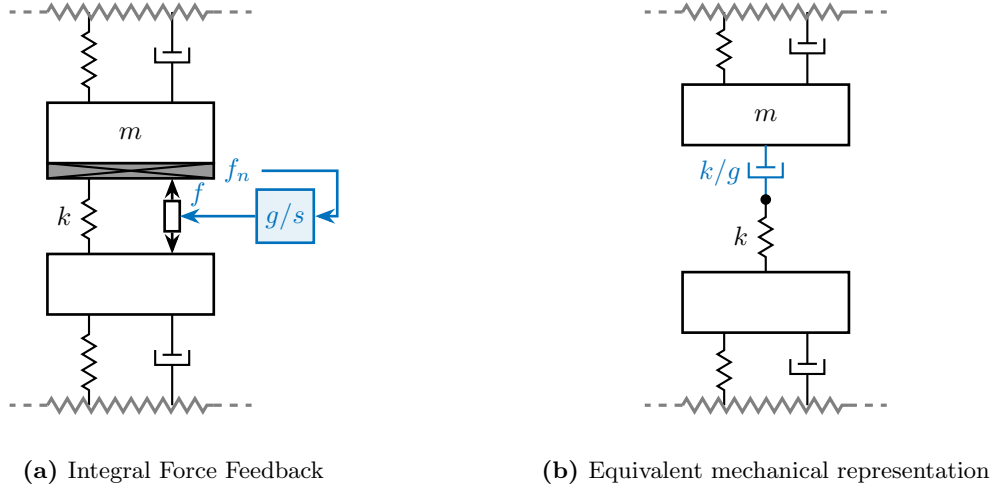 m
k
f
f_n
g/s
(a) Integral Force Feedback
m
k/g
k
(b) Equivalent mechanical representation